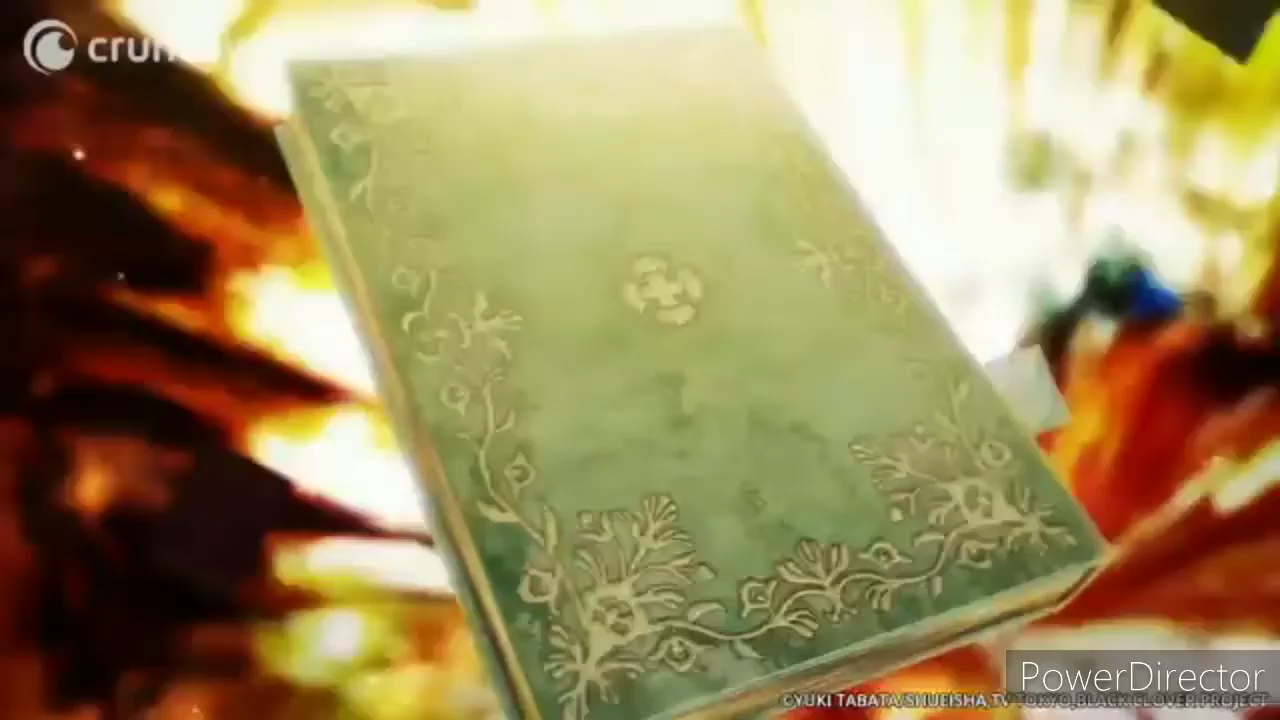 crun
PowerDirector
©YUKI TABATA/SHUEISHA,TV TOKYO,BLACK CLOVER PROJECT